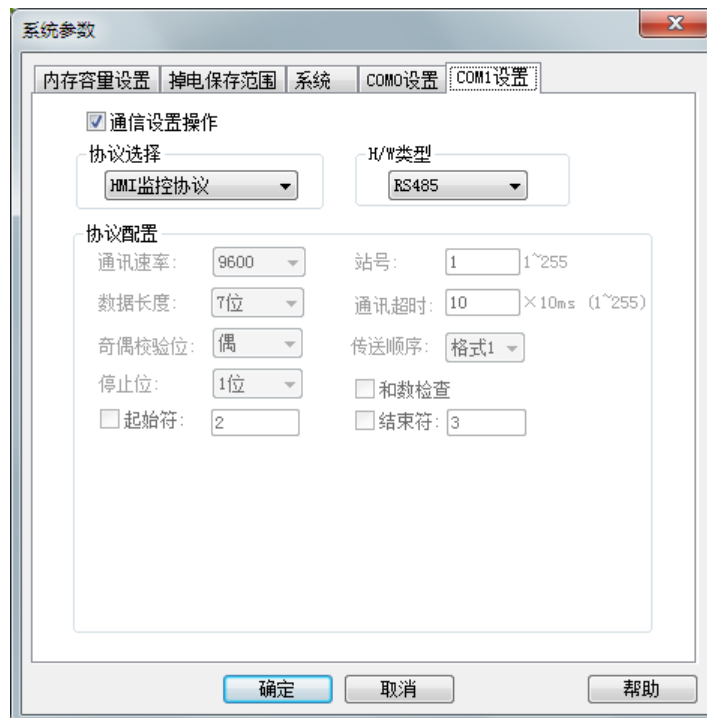 系统参数
内存容量设置 掉电保存范围 系统 COM0设置 COM1设置
通信设置操作
协议选择 H/W类型
HMI监控协议 RS485
协议配置
通讯速率: 9600 站号: 1 1~255
数据长度: 7位 通讯超时: 10 ×10ms (1~255)
奇偶校验位: 偶 传送顺序: 格式1
停止位: 1位 和数检查
起始符: 2 结束符: 3
确定 取消 帮助